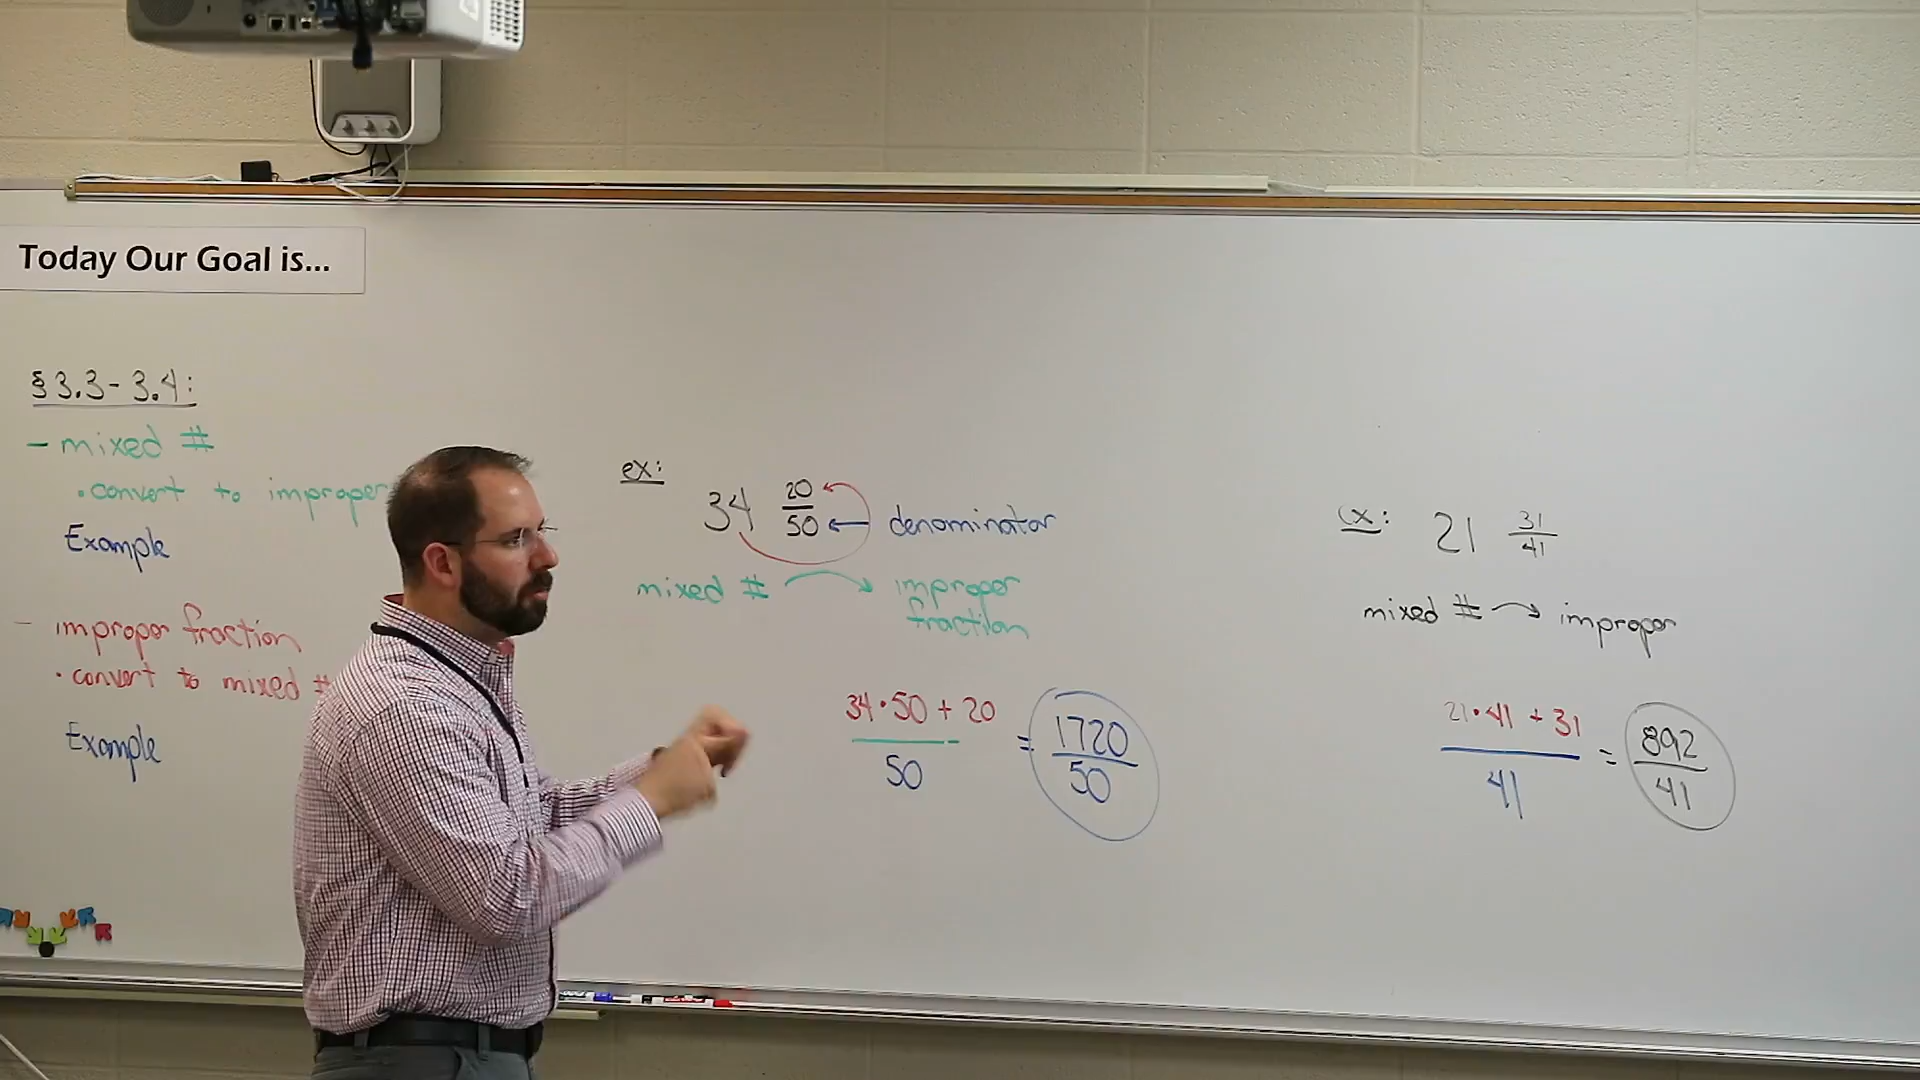 Today Our Goal is...
§ 3.3 - 3.4:
- mixed #
• convert to improper
Example
- improper fraction
• convert to mixed #
Example
ex:
34 20/50 denominator
mixed # → improper
fraction
34 • 50 + 20 / 50 = 1720/50
ex: 21 31/41
mixed # → improper
21 • 41 + 31 / 41 = 892/41